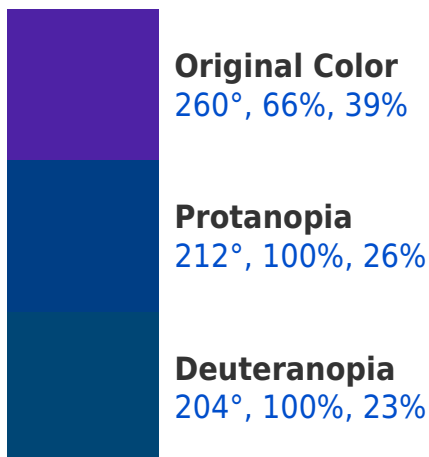 Original Color
260°, 66%, 39%
Protanopia
212°, 100%, 26%
Deuteranopia
204°, 100%, 23%